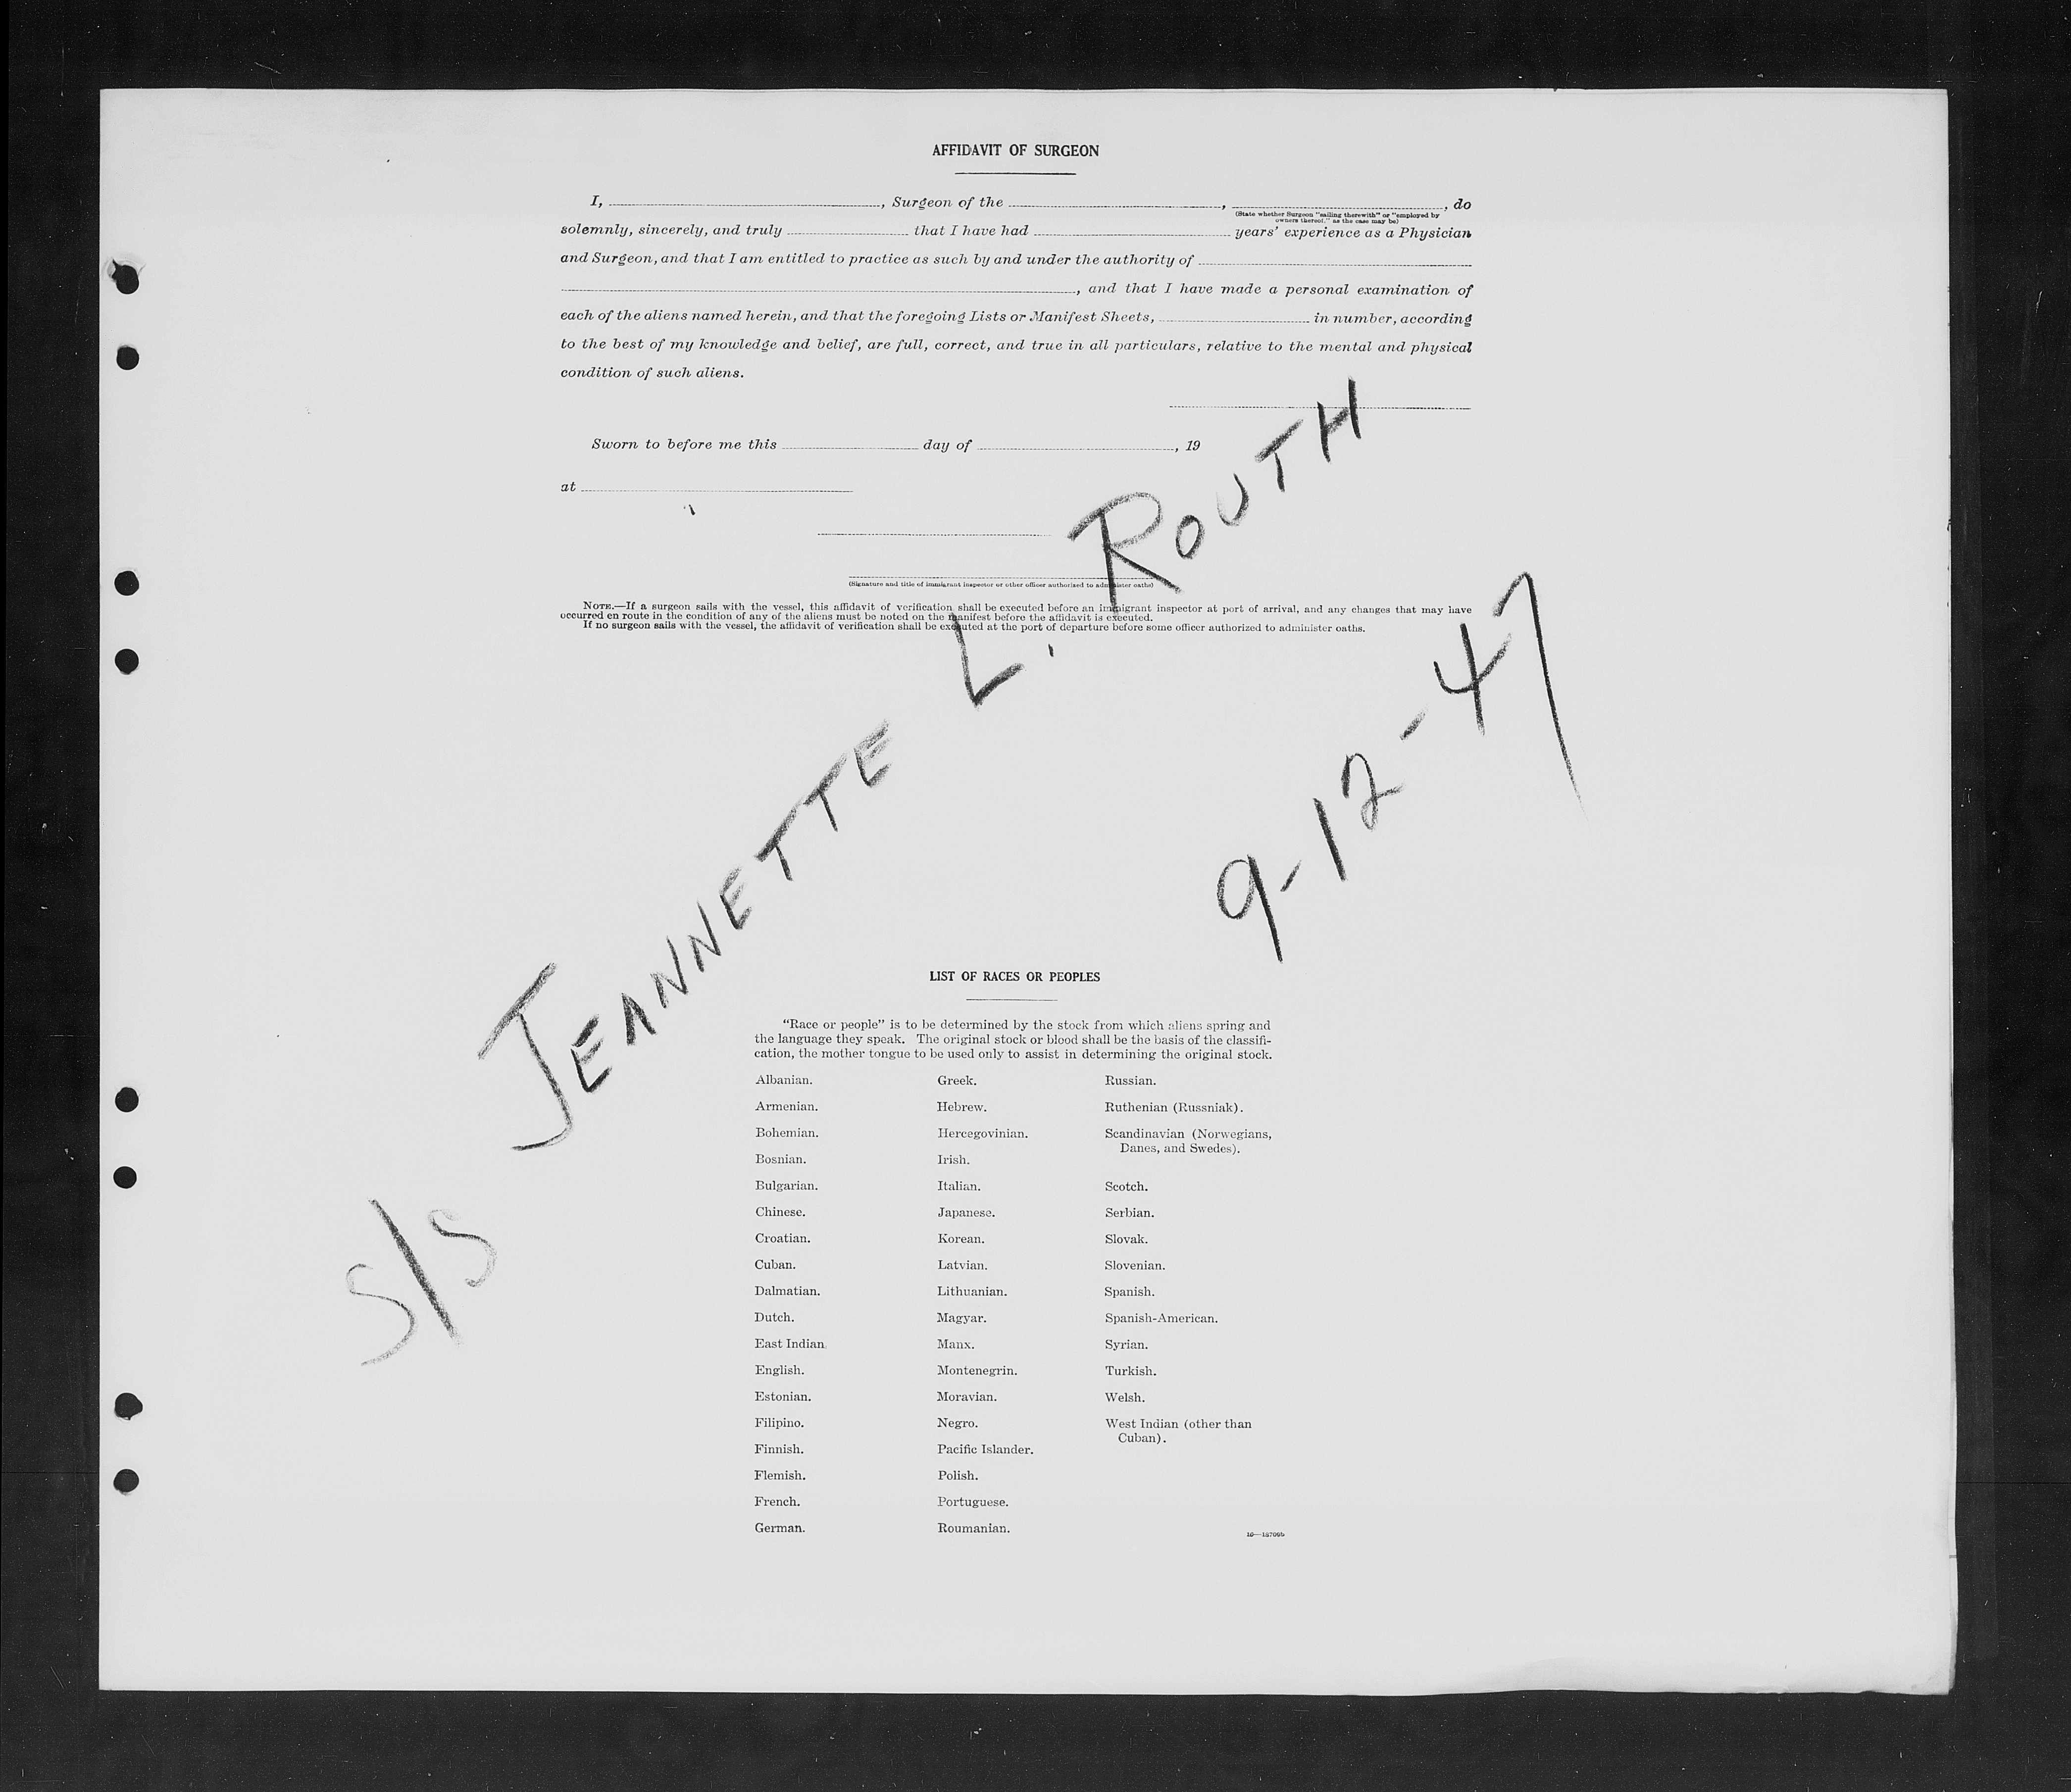 AFFIDAVIT OF SURGEON
I, , Surgeon of the , , do
(State whether Surgeon "sailing therewith" or "employed by
owners thereof," as the case may be)
solemnly, sincerely, and truly that I have had years' experience as a Physician
and Surgeon, and that I am entitled to practice as such by and under the authority of
, and that I have made a personal examination of
each of the aliens named herein, and that the foregoing Lists or Manifest Sheets, in number, according
to the best of my knowledge and belief, are full, correct, and true in all particulars, relative to the mental and physical
condition of such aliens.
Sworn to before me this day of , 19
at
(Signature and title of immigrant inspector or other officer authorized to administer oaths)
NOTE.—If a surgeon sails with the vessel, this affidavit of verification shall be executed before an immigrant inspector at port of arrival, and any changes that may have
occurred en route in the condition of any of the aliens must be noted on the manifest before the affidavit is executed.
If no surgeon sails with the vessel, the affidavit of verification shall be executed at the port of departure before some officer authorized to administer oaths.
S/S JEANNETTE L. ROUTH
9-12-47
LIST OF RACES OR PEOPLES
"Race or people" is to be determined by the stock from which aliens spring and
the language they speak. The original stock or blood shall be the basis of the classifi-
cation, the mother tongue to be used only to assist in determining the original stock.
Albanian.
Armenian.
Bohemian.
Bosnian.
Bulgarian.
Chinese.
Croatian.
Cuban.
Dalmatian.
Dutch.
East Indian.
English.
Estonian.
Filipino.
Finnish.
Flemish.
French.
German.
Greek.
Hebrew.
Hercegovinian.
Irish.
Italian.
Japanese.
Korean.
Latvian.
Lithuanian.
Magyar.
Manx.
Montenegrin.
Moravian.
Negro.
Pacific Islander.
Polish.
Portuguese.
Roumanian.
Russian.
Ruthenian (Russniak).
Scandinavian (Norwegians,
Danes, and Swedes).
Scotch.
Serbian.
Slovak.
Slovenian.
Spanish.
Spanish-American.
Syrian.
Turkish.
Welsh.
West Indian (other than
Cuban).